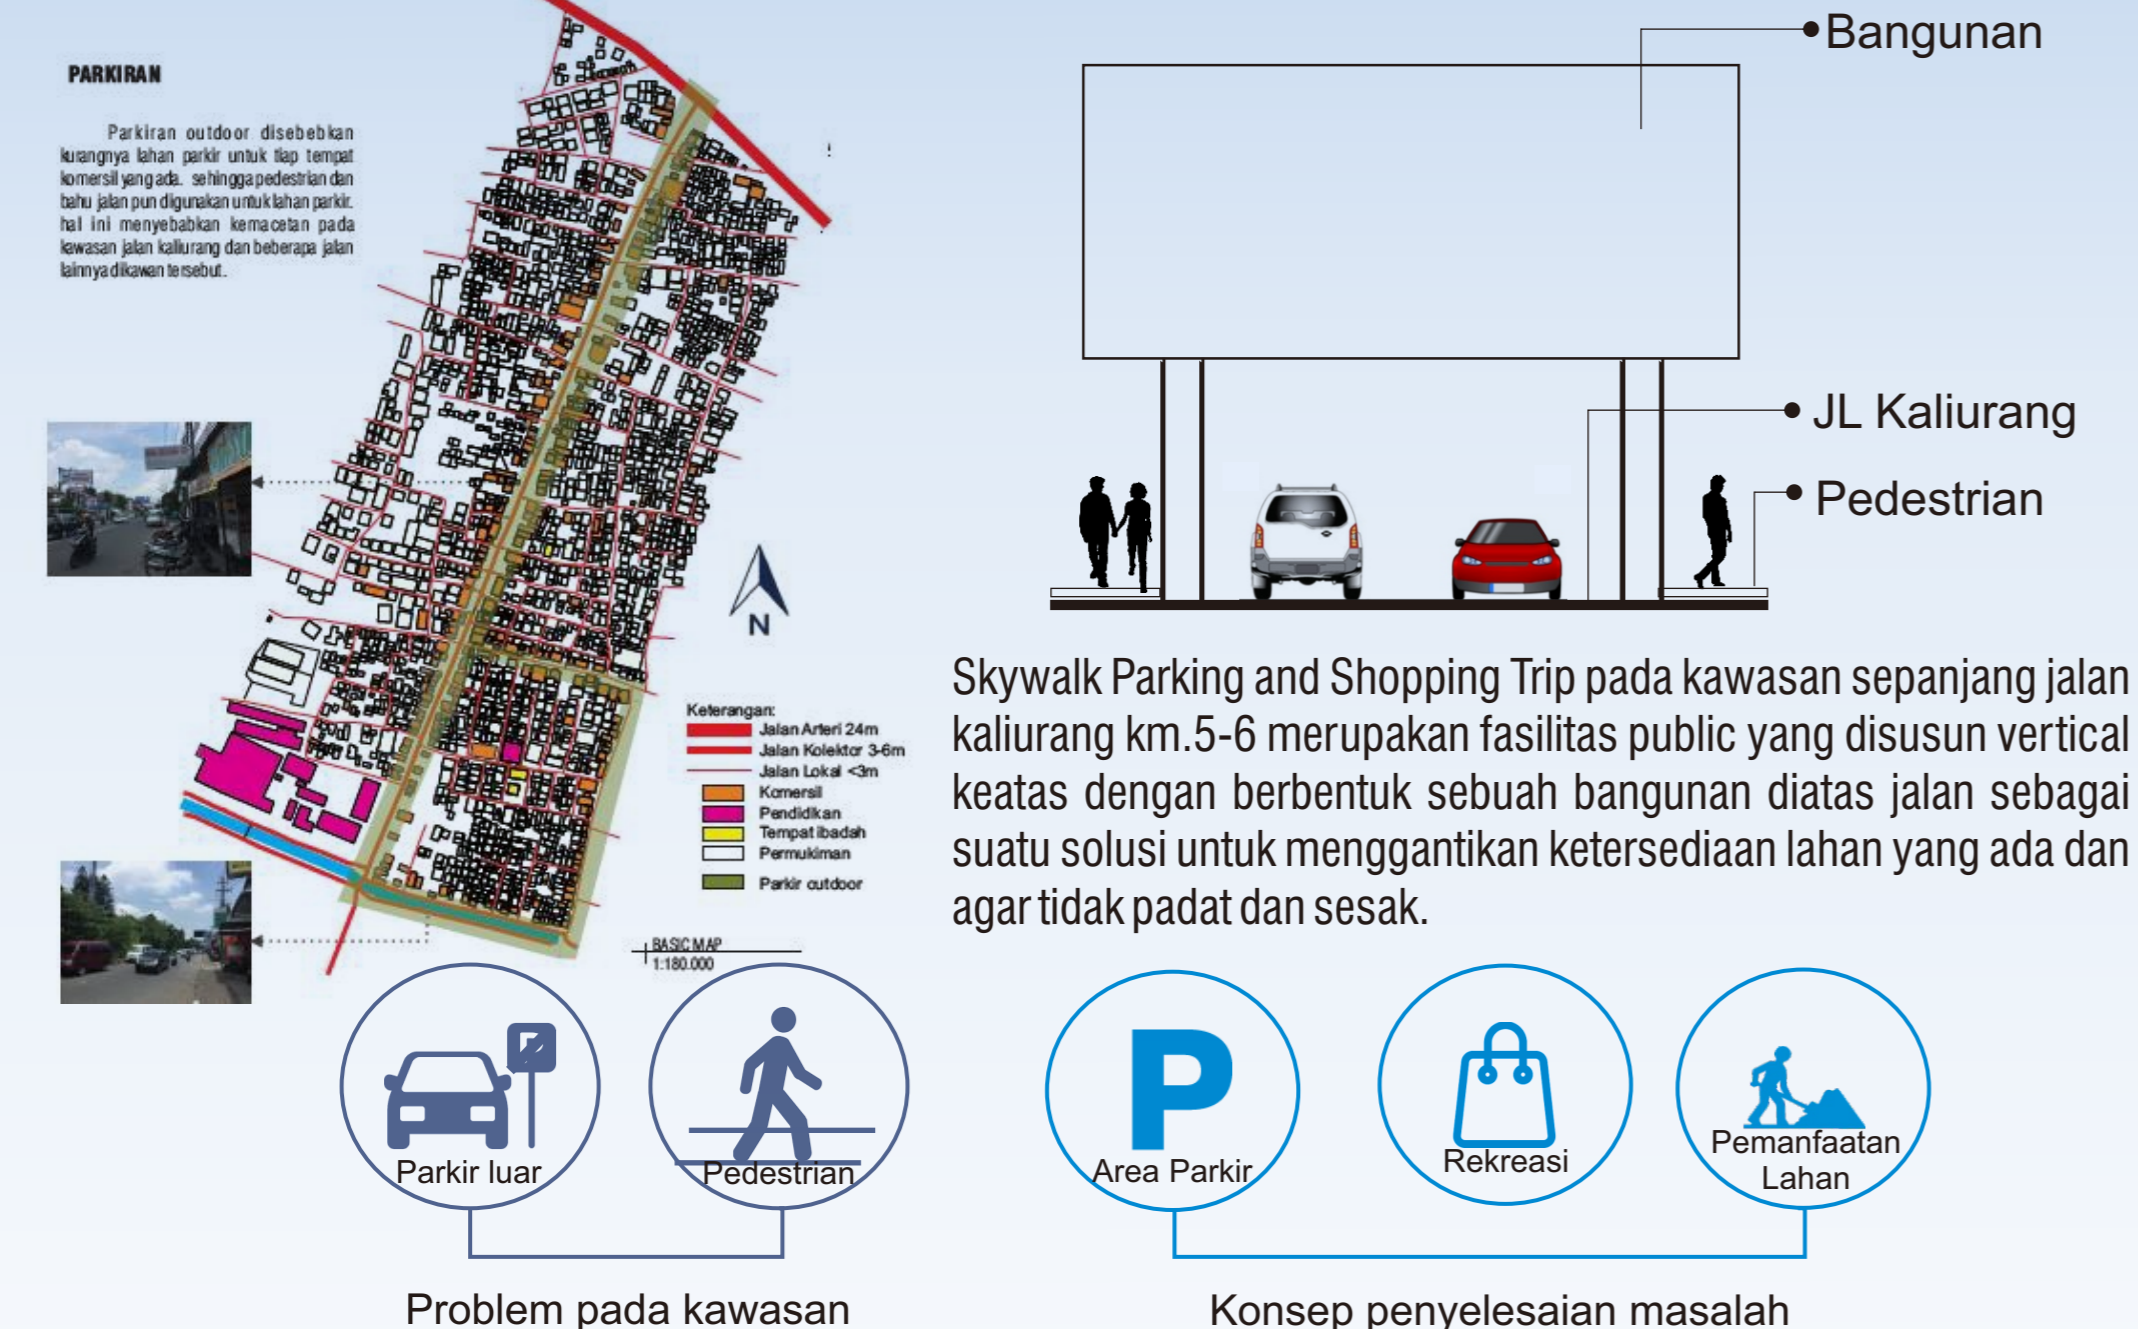 PARKIRAN
Parkiran outdoor disebebkan
kurangnya lahan parkir untuk tiap tempat
komersil yang ada. sehingga pedestrian dan
bahu jalan pun digunakan untuk lahan parkir.
hal ini menyebabkan kemacetan pada
kawasan jalan kaliurang dan beberapa jalan
lainnya dikawan tersebut.
N
Keterangan:
Jalan Arteri 24m
Jalan Kolektor 3-6m
Jalan Lokal <3m
Komersil
Pendidikan
Tempat ibadah
Permukiman
Parkir outdoor
BASIC MAP
1:180.000
Bangunan
JL Kaliurang
Pedestrian
Skywalk Parking and Shopping Trip pada kawasan sepanjang jalan
kaliurang km.5-6 merupakan fasilitas public yang disusun vertical
keatas dengan berbentuk sebuah bangunan diatas jalan sebagai
suatu solusi untuk menggantikan ketersediaan lahan yang ada dan
agar tidak padat dan sesak.
Parkir luar
Pedestrian
Problem pada kawasan
P
Area Parkir
Rekreasi
Pemanfaatan
Lahan
Konsep penyelesaian masalah